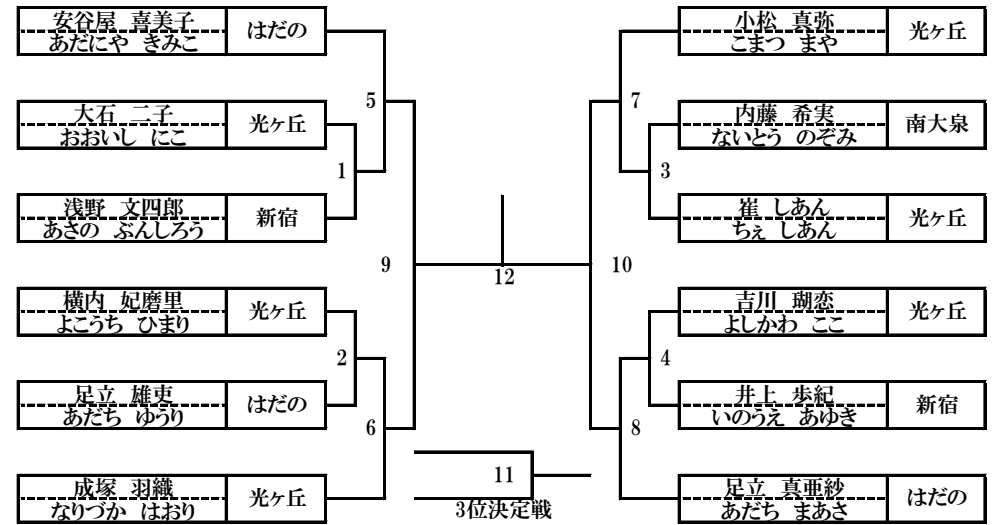 安谷屋 喜美子
あだにや きみこ
はだの
大石 二子
おおいし にこ
光ヶ丘
浅野 文四郎
あさの ぶんしろう
新宿
横内 妃磨里
よこうち ひまり
光ヶ丘
足立 雄吏
あだち ゆうり
はだの
成塚 羽織
なりづか はおり
光ヶ丘
1
2
5
6
9
12
11
3位決定戦
10
7
8
3
4
小松 真弥
こまつ まや
光ヶ丘
内藤 希実
ないとう のぞみ
南大泉
崔 しあん
ちぇ しあん
光ヶ丘
吉川 瑚恋
よしかわ ここ
光ヶ丘
井上 歩紀
いのうえ あゆき
新宿
足立 真亜紗
あだち まあさ
はだの